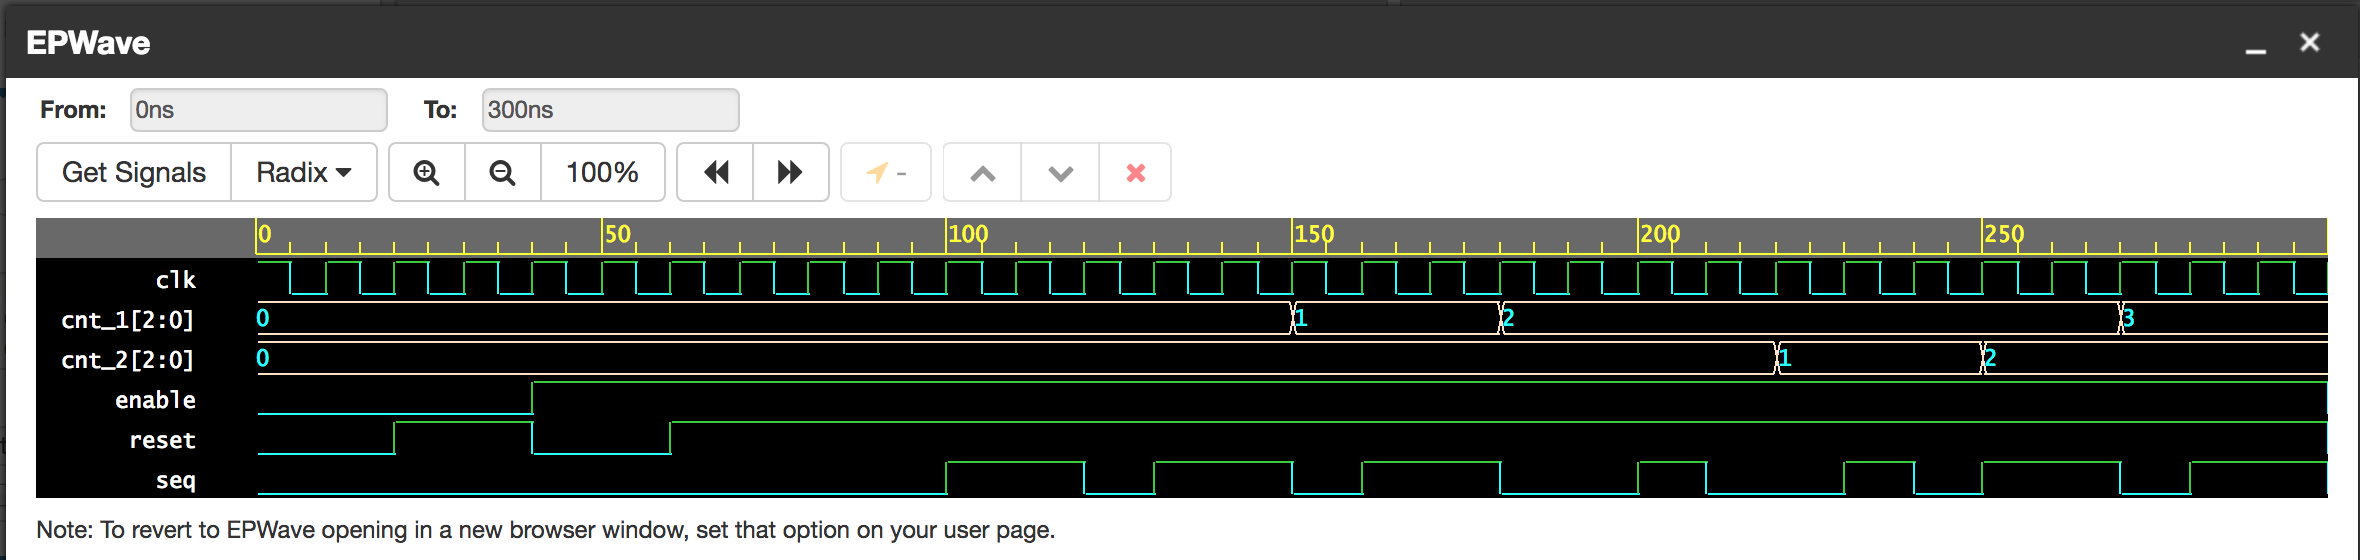 EPWave
From: 0ns To: 300ns
Get Signals Radix 100% -
0 50 100 150 200 250
clk
cnt_1[2:0] 0 1 2 3
cnt_2[2:0] 0 1 2
enable
reset
seq
Note: To revert to EPWave opening in a new browser window, set that option on your user page.